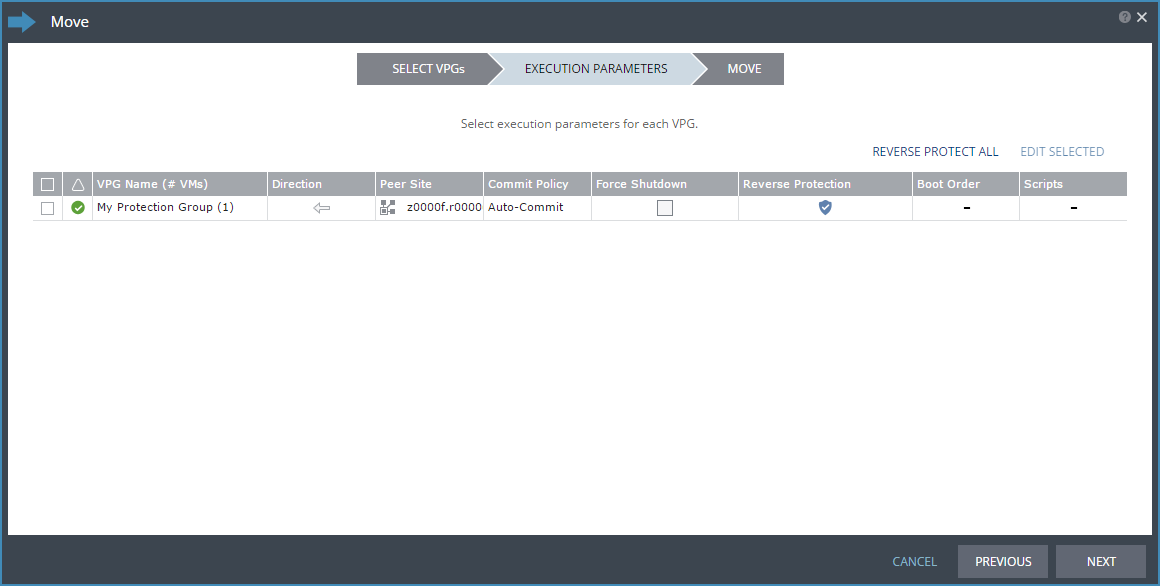 Move
SELECT VPGs EXECUTION PARAMETERS MOVE
Select execution parameters for each VPG.
REVERSE PROTECT ALL EDIT SELECTED
VPG Name (# VMs) Direction Peer Site Commit Policy Force Shutdown Reverse Protection Boot Order Scripts
My Protection Group (1) z0000f.r0000 Auto-Commit – –
CANCEL PREVIOUS NEXT